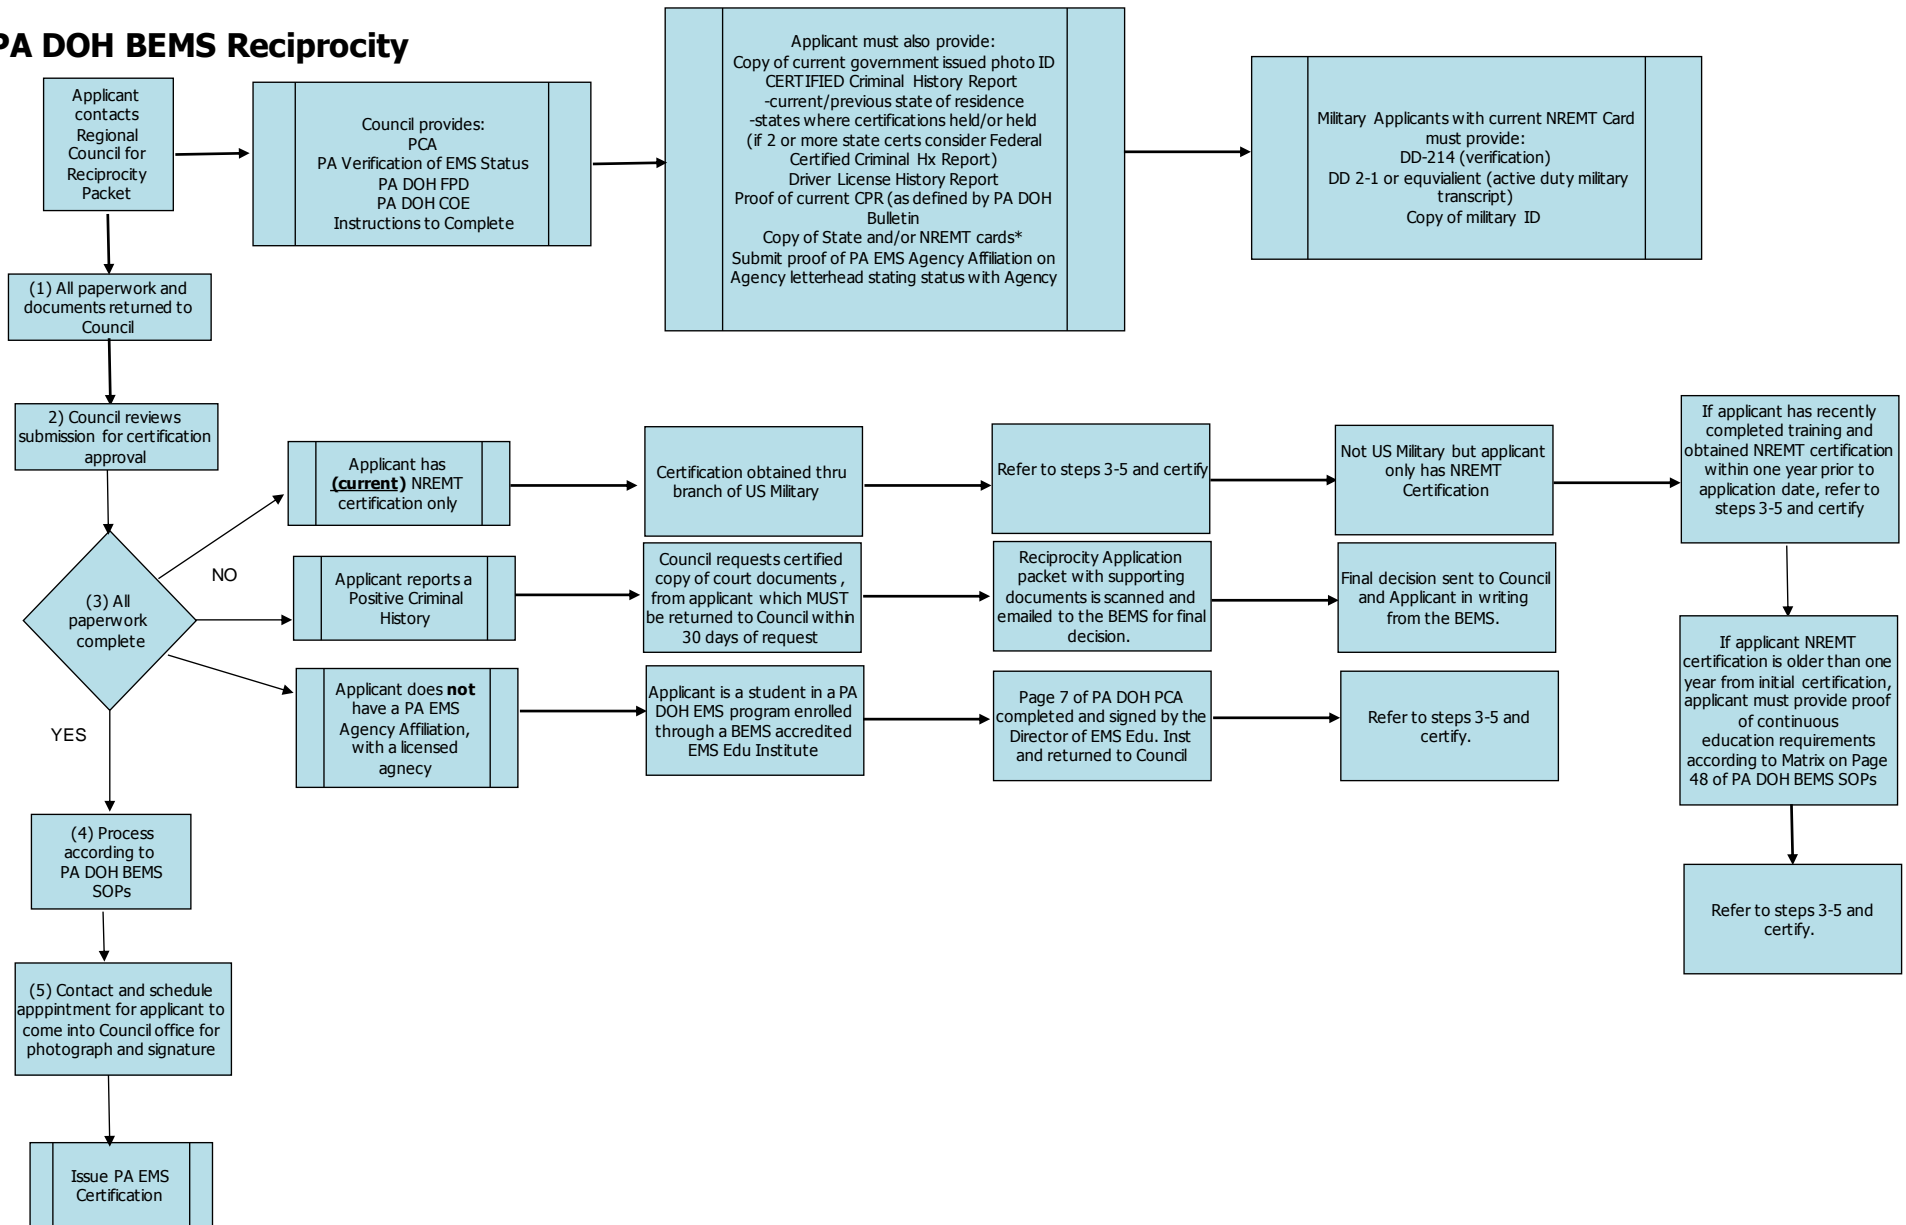 PA DOH BEMS Reciprocity
Applicant
contacts
Regional
Council for
Reciprocity
Packet
Council provides:
PCA
PA Verification of EMS Status
PA DOH FPD
PA DOH COE
Instructions to Complete
Applicant must also provide:
Copy of current government issued photo ID
CERTIFIED Criminal History Report
-current/previous state of residence
-states where certifications held/or held
(if 2 or more state certs consider Federal
Certified Criminal Hx Report)
Driver License History Report
Proof of current CPR (as defined by PA DOH
Bulletin
Copy of State and/or NREMT cards*
Submit proof of PA EMS Agency Affiliation on
Agency letterhead stating status with Agency
Military Applicants with current NREMT Card
must provide:
DD-214 (verification)
DD 2-1 or equvialient (active duty military
transcript)
Copy of military ID
(1) All paperwork and
documents returned to
Council
2) Council reviews
submission for certification
approval
(3) All
paperwork
complete
NO
YES
Applicant has
(current) NREMT
certification only
Certification obtained thru
branch of US Military
Refer to steps 3-5 and certify
Not US Military but applicant
only has NREMT
Certification
If applicant has recently
completed training and
obtained NREMT certification
within one year prior to
application date, refer to
steps 3-5 and certify
Applicant reports a
Positive Criminal
History
Council requests certified
copy of court documents ,
from applicant which MUST
be returned to Council within
30 days of request
Reciprocity Application
packet with supporting
documents is scanned and
emailed to the BEMS for final
decision.
Final decision sent to Council
and Applicant in writing
from the BEMS.
If applicant NREMT
certification is older than one
year from initial certification,
applicant must provide proof
of continuous
education requirements
according to Matrix on Page
48 of PA DOH BEMS SOPs
Applicant does not
have a PA EMS
Agency Affiliation,
with a licensed
agnecy
Applicant is a student in a PA
DOH EMS program enrolled
through a BEMS accredited
EMS Edu Institute
Page 7 of PA DOH PCA
completed and signed by the
Director of EMS Edu. Inst
and returned to Council
Refer to steps 3-5 and
certify.
Refer to steps 3-5 and
certify.
(4) Process
according to
PA DOH BEMS
SOPs
(5) Contact and schedule
apppintment for applicant to
come into Council office for
photograph and signature
Issue PA EMS
Certification